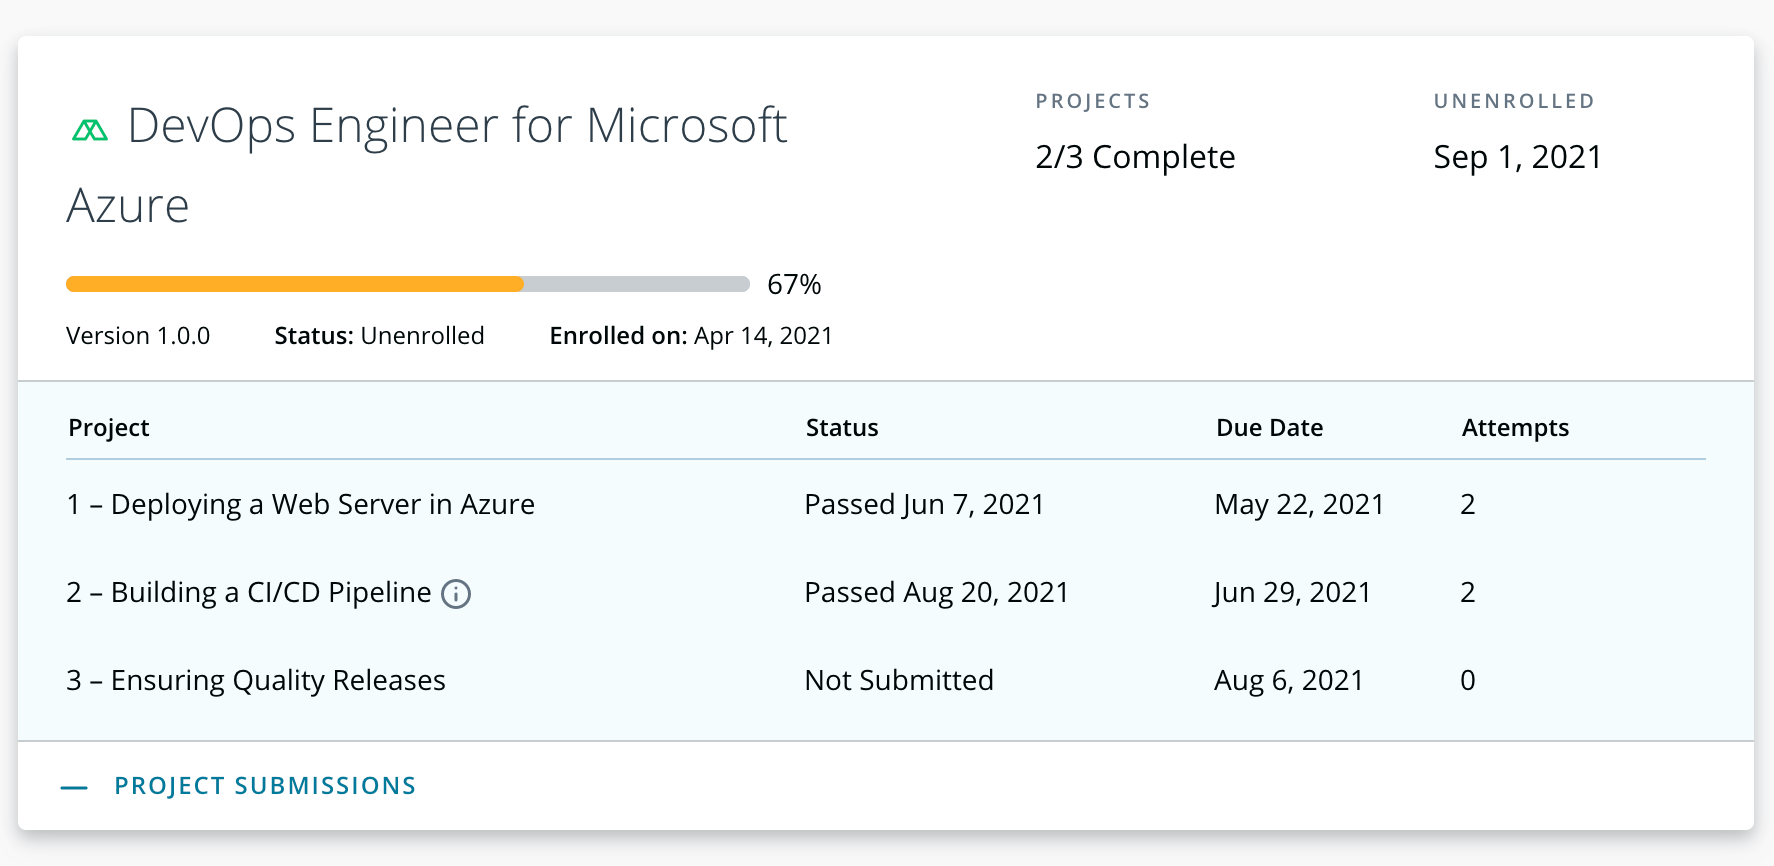 DevOps Engineer for Microsoft
Azure
PROJECTS
2/3 Complete
UNENROLLED
Sep 1, 2021
67%
Version 1.0.0 Status: Unenrolled Enrolled on: Apr 14, 2021
Project Status Due Date Attempts
1 – Deploying a Web Server in Azure Passed Jun 7, 2021 May 22, 2021 2
2 – Building a CI/CD Pipeline Passed Aug 20, 2021 Jun 29, 2021 2
3 – Ensuring Quality Releases Not Submitted Aug 6, 2021 0
PROJECT SUBMISSIONS